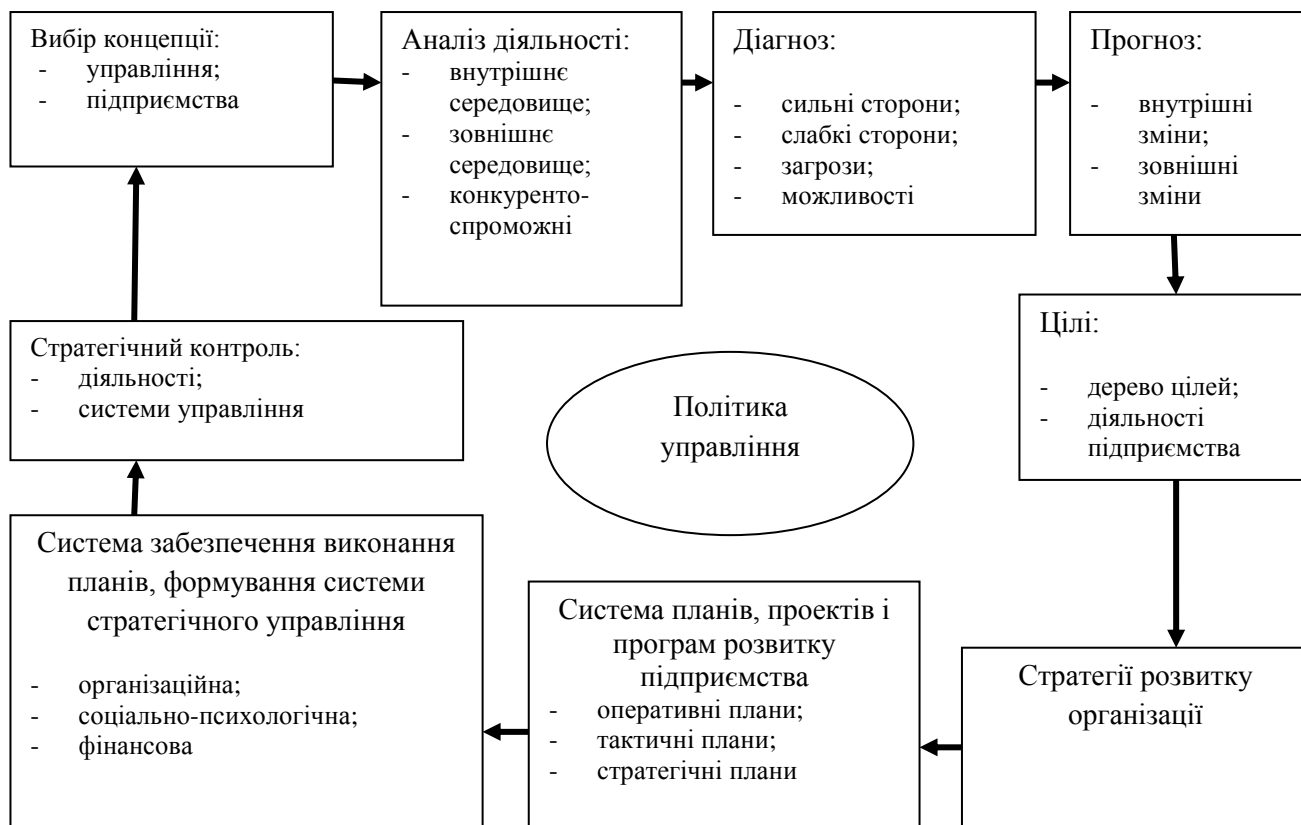 Вибір концепції:
- управління;
- підприємства
Аналіз діяльності:
- внутрішнє
середовище;
- зовнішнє
середовище;
- конкуренто-
спроможні
Діагноз:
- сильні сторони;
- слабкі сторони;
- загрози;
- можливості
Прогноз:
- внутрішні
зміни;
- зовнішні
зміни
Цілі:
- дерево цілей;
- діяльності
підприємства
Стратегічний контроль:
- діяльності;
- системи управління
Політика
управління
Система забезпечення виконання
планів, формування системи
стратегічного управління
- організаційна;
- соціально-психологічна;
- фінансова
Система планів, проектів і
програм розвитку
підприємства
- оперативні плани;
- тактичні плани;
- стратегічні плани
Стратегії розвитку
організації